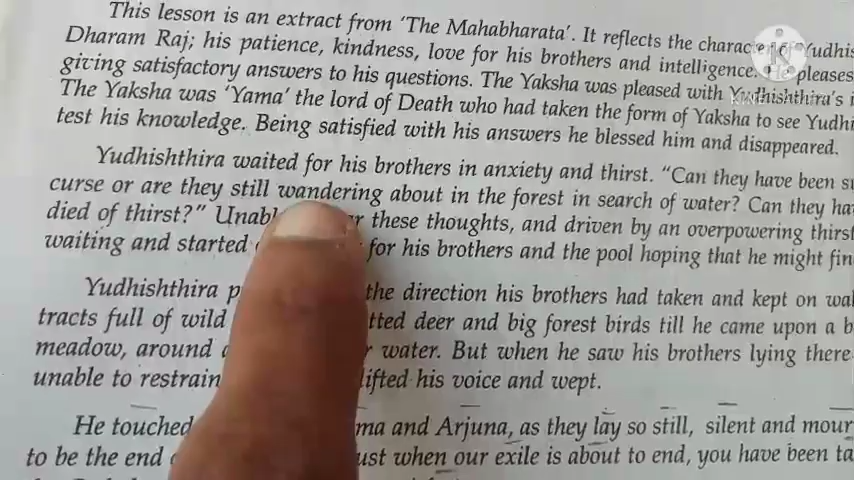 This lesson is an extract from 'The Mahabharata'. It reflects the character
Dharam Raj; his patience, kindness, love for his brothers and intelligence. He pleases
giving satisfactory answers to his questions. The Yaksha was pleased with Yudhishthira's
The Yaksha was 'Yama' the lord of Death who had taken the form of Yaksha to see Yudhi
test his knowledge. Being satisfied with his answers he blessed him and disappeared.
Yudhishthira waited for his brothers in anxiety and thirst. "Can they have been
curse or are they still wandering about in the forest in search of water? Can they ha
died of thirst?" these thoughts, and driven by an overpowering thirst
waiting and started for his brothers and the pool hoping that he might fin
Yudhishthira the direction his brothers had taken and kept on
tracts full of wild deer and big forest birds till he came upon a
meadow, around water. But when he saw his brothers lying there
unable to restrain lifted his voice and wept.
He touched and Arjuna, as they lay so still, silent and
to be the end when our exile is about to end, you have been